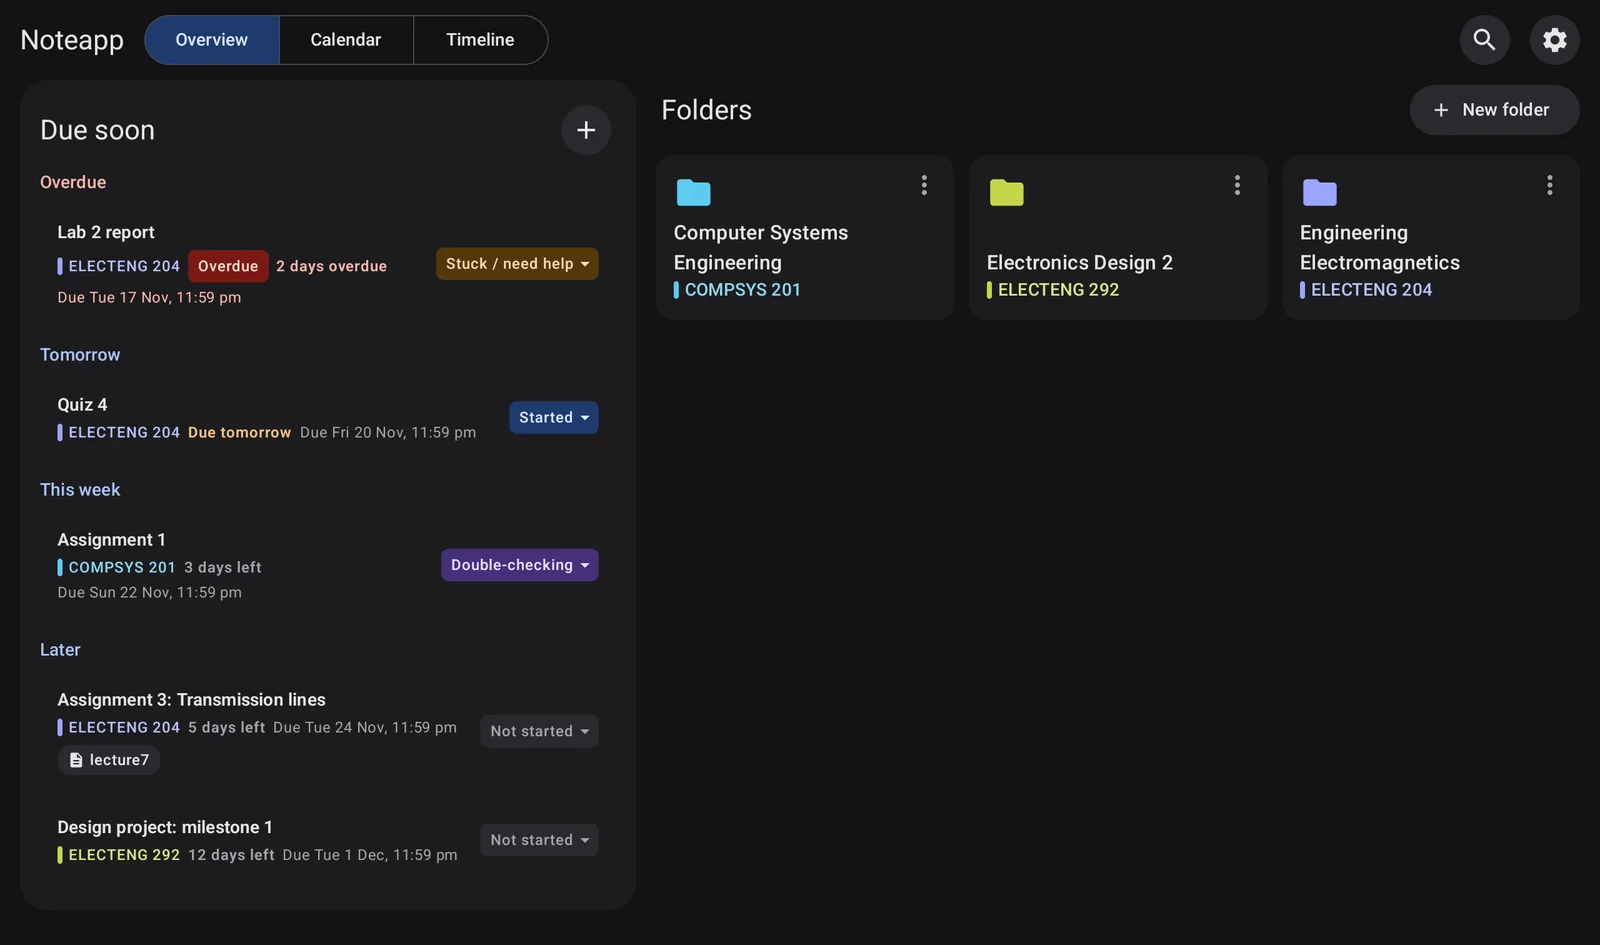 Noteapp
Overview
Calendar
Timeline
Due soon
Overdue
Lab 2 report
ELECTENG 204 Overdue 2 days overdue
Due Tue 17 Nov, 11:59 pm
Stuck / need help
Tomorrow
Quiz 4
ELECTENG 204 Due tomorrow Due Fri 20 Nov, 11:59 pm
Started
This week
Assignment 1
COMPSYS 201 3 days left
Due Sun 22 Nov, 11:59 pm
Double-checking
Later
Assignment 3: Transmission lines
ELECTENG 204 5 days left Due Tue 24 Nov, 11:59 pm
lecture7
Not started
Design project: milestone 1
ELECTENG 292 12 days left Due Tue 1 Dec, 11:59 pm
Not started
Folders
New folder
Computer Systems
Engineering
COMPSYS 201
Electronics Design 2
ELECTENG 292
Engineering
Electromagnetics
ELECTENG 204